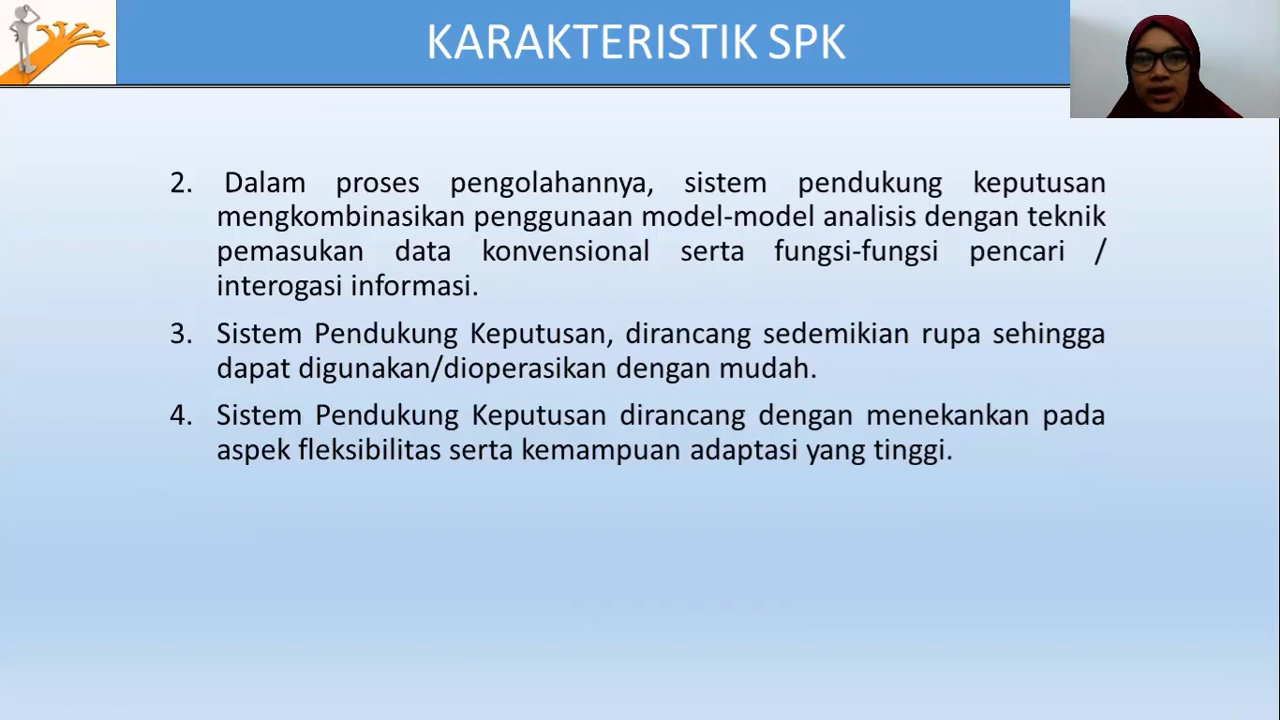 KARAKTERISTIK SPK
2. Dalam proses pengolahannya, sistem pendukung keputusan
mengkombinasikan penggunaan model-model analisis dengan teknik
pemasukan data konvensional serta fungsi-fungsi pencari /
interogasi informasi.
3. Sistem Pendukung Keputusan, dirancang sedemikian rupa sehingga
dapat digunakan/dioperasikan dengan mudah.
4. Sistem Pendukung Keputusan dirancang dengan menekankan pada
aspek fleksibilitas serta kemampuan adaptasi yang tinggi.